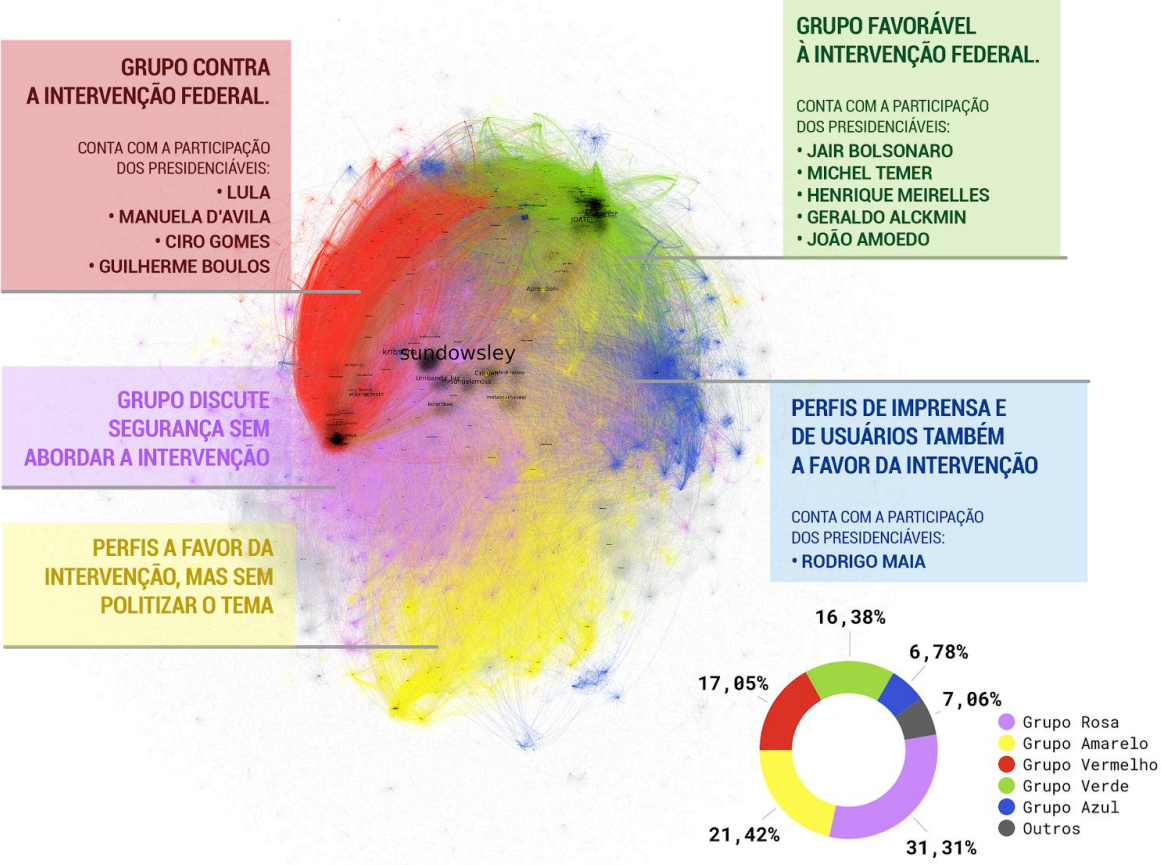 GRUPO CONTRA
A INTERVENÇÃO FEDERAL.
CONTA COM A PARTICIPAÇÃO
DOS PRESIDENCIÁVEIS:
• LULA
• MANUELA D'AVILA
• CIRO GOMES
• GUILHERME BOULOS
GRUPO DISCUTE
SEGURANÇA SEM
ABORDAR A INTERVENÇÃO
PERFIS A FAVOR DA
INTERVENÇÃO, MAS SEM
POLITIZAR O TEMA
sundowsley
GRUPO FAVORÁVEL
À INTERVENÇÃO FEDERAL.
CONTA COM A PARTICIPAÇÃO
DOS PRESIDENCIÁVEIS:
• JAIR BOLSONARO
• MICHEL TEMER
• HENRIQUE MEIRELLES
• GERALDO ALCKMIN
• JOÃO AMOEDO
PERFIS DE IMPRENSA E
DE USUÁRIOS TAMBÉM
A FAVOR DA INTERVENÇÃO
CONTA COM A PARTICIPAÇÃO
DOS PRESIDENCIÁVEIS:
• RODRIGO MAIA
16,38%
6,78%
17,05%
7,06%
21,42%
31,31%
Grupo Rosa
Grupo Amarelo
Grupo Vermelho
Grupo Verde
Grupo Azul
Outros